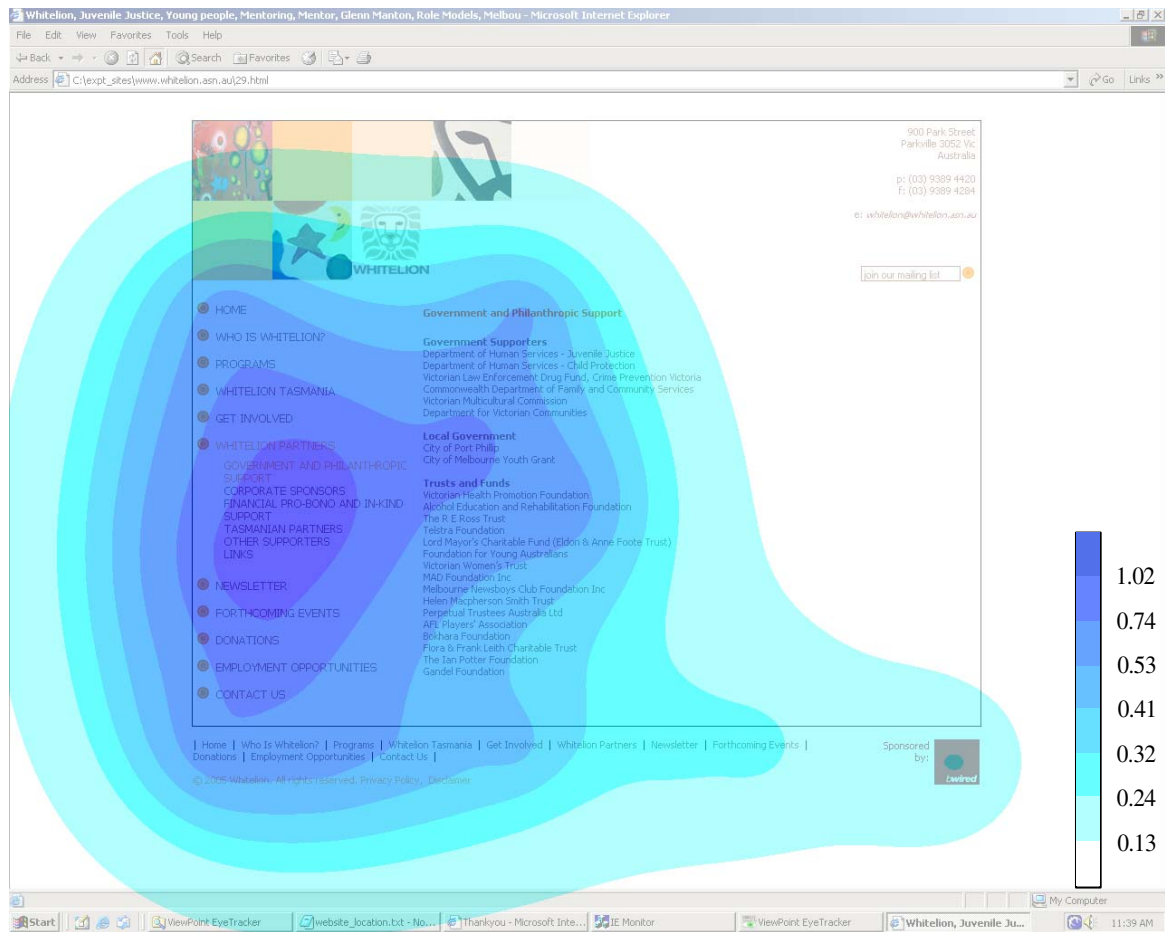 Whitelion, Juvenile Justice, Young people, Mentoring, Mentor, Glenn Manton, Role Models, Melbou - Microsoft Internet Explorer
File Edit View Favorites Tools Help
Back Search Favorites
Address C:\expt_sites\www.whitelion.asn.au\29.html Go Links »
900 Park Street
Parkville 3052 Vic
Australia
p: (03) 9389 4420
f: (03) 9389 4284
e: whitelion@whitelion.asn.au
WHITELION
join our mailing list
HOME
WHO IS WHITELION?
PROGRAMS
WHITELION TASMANIA
GET INVOLVED
WHITELION PARTNERS
GOVERNMENT AND PHILANTHROPIC
SUPPORT
CORPORATE SPONSORS
FINANCIAL PRO-BONO AND IN-KIND
SUPPORT
TASMANIAN PARTNERS
OTHER SUPPORTERS
LINKS
NEWSLETTER
FORTHCOMING EVENTS
DONATIONS
EMPLOYMENT OPPORTUNITIES
CONTACT US
Government and Philanthropic Support
Government Supporters
Department of Human Services - Juvenile Justice
Department of Human Services - Child Protection
Victorian Law Enforcement Drug Fund, Crime Prevention Victoria
Commonwealth Department of Family and Community Services
Victorian Multicultural Commission
Department for Victorian Communities
Local Government
City of Port Philip
City of Melbourne Youth Grant
Trusts and Funds
Victorian Health Promotion Foundation
Alcohol Education and Rehabilitation Foundation
The R E Ross Trust
Telstra Foundation
Lord Mayor's Charitable Fund (Eldon & Anne Foote Trust)
Foundation for Young Australians
Victorian Women's Trust
MAD Foundation Inc
Melbourne Newsboys Club Foundation Inc
Helen Macpherson Smith Trust
Perpetual Trustees Australia Ltd
AFL Players' Association
Bokhara Foundation
Flora & Frank Leith Charitable Trust
The Ian Potter Foundation
Gandel Foundation
| Home | Who Is Whitelion? | Programs | Whitelion Tasmania | Get Involved | Whitelion Partners | Newsletter | Forthcoming Events |
Donations | Employment Opportunities | Contact Us |
© 2005 Whitelion. All rights reserved. Privacy Policy, Disclaimer
Sponsored
by:
bwired
1.02
0.74
0.53
0.41
0.32
0.24
0.13
My Computer
Start ViewPoint EyeTracker website_location.txt - No... Thankyou - Microsoft Inte... IE Monitor ViewPoint EyeTracker Whitelion, Juvenile Ju... 11:39 AM